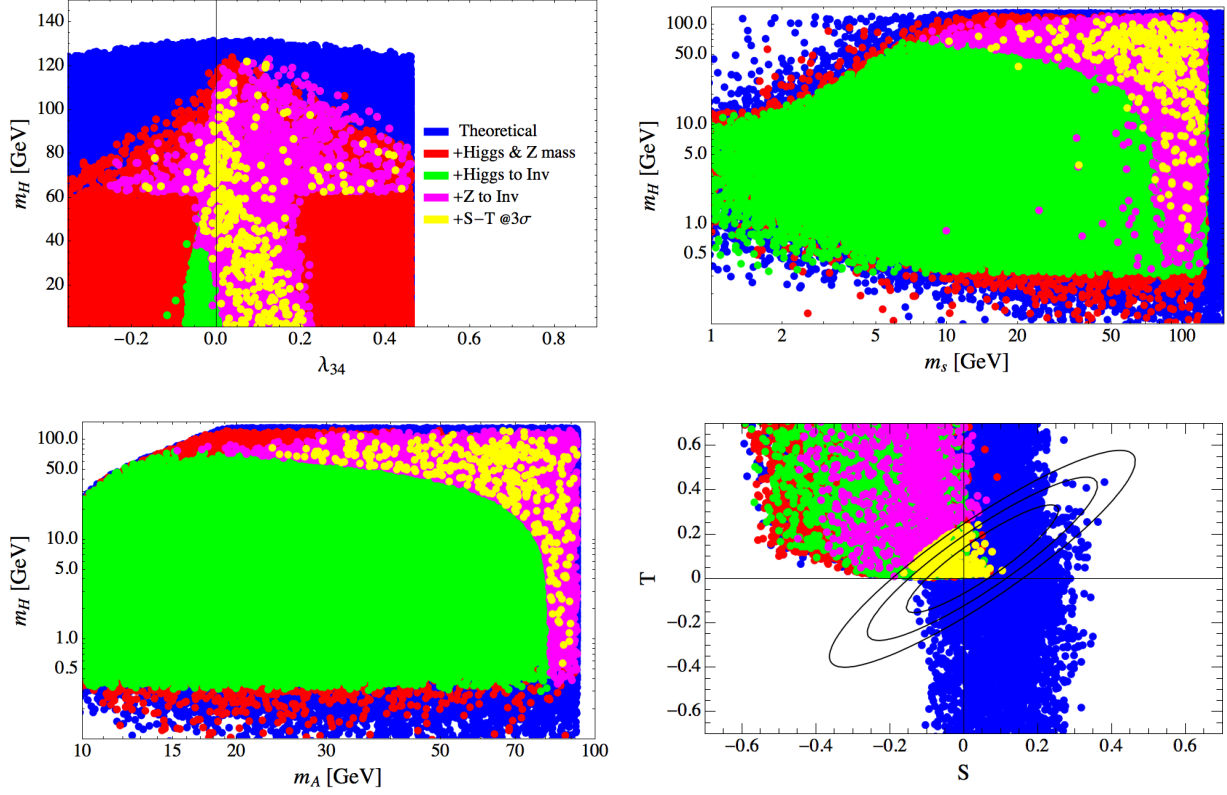 140
120
100
80
60
40
20
m_H [GeV]
−0.2 0.0 0.2 0.4 0.6 0.8
λ₃₄
Theoretical
+Higgs & Z mass
+Higgs to Inv
+Z to Inv
+S−T @3σ
100.0
50.0
10.0
5.0
1.0
0.5
m_H [GeV]
1 2 5 10 20 50 100
m_s [GeV]
100.0
50.0
10.0
5.0
1.0
0.5
m_H [GeV]
10 15 20 30 50 70 100
m_A [GeV]
0.6
0.4
0.2
0
−0.2
−0.4
−0.6
T
−0.6 −0.4 −0.2 0 0.2 0.4 0.6
S